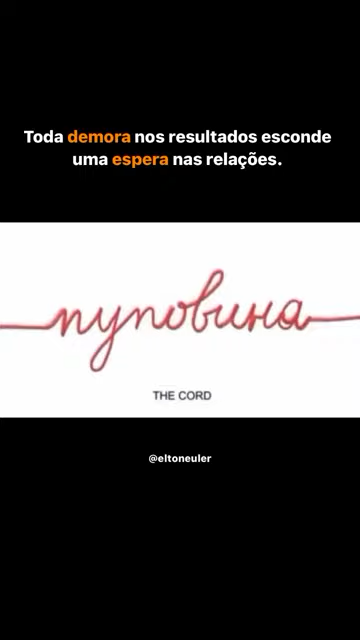 Toda demora nos resultados esconde
uma espera nas relações.
пуповина
THE CORD
@eltoneuler